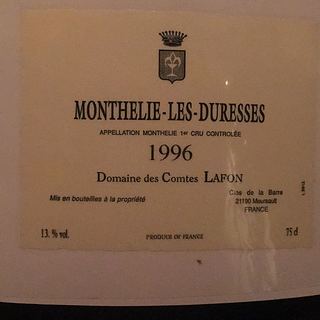 MONTHELIE-LES-DURESSES
APPELLATION MONTHELIE 1er CRU CONTROLÉE
1996
Domaine des Comtes LAFON
Mis en bouteilles à la propriété
Clos de la Barre
21190 Meursault
FRANCE
13. % vol.
PRODUCE OF FRANCE
75 cl